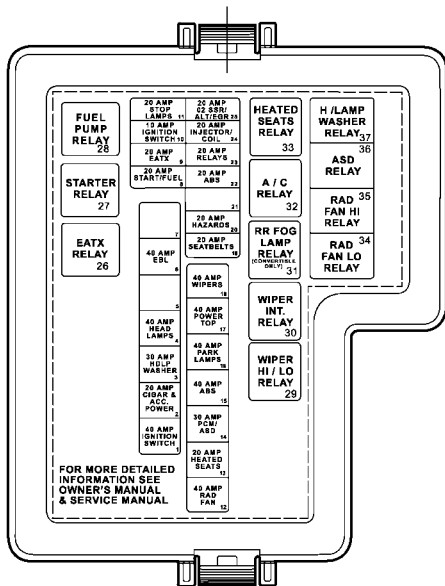 FUEL
PUMP
RELAY
28
STARTER
RELAY
27
EATX
RELAY
26
20 AMP
STOP
LAMPS 11
10 AMP
IGNITION
SWITCH 10
20 AMP
EATX 9
20 AMP
START/FUEL
8
20 AMP
02 SSR/
ALT/EGR 25
20 AMP
INJECTOR/
COIL 24
20 AMP
RELAYS
23
20 AMP
ABS
22
21
20 AMP
HAZARDS
20
20 AMP
SEATBELTS
19
7
40 AMP
EBL
6
5
40 AMP
HEAD
LAMPS
4
30 AMP
HDLP
WASHER
3
20 AMP
CIGAR &
ACC.
POWER
2
40 AMP
IGNITION
SWITCH
1
40 AMP
WIPERS
18
40 AMP
POWER
TOP
17
40 AMP
PARK
LAMPS
16
40 AMP
ABS
15
30 AMP
PCM/
ASD
14
20 AMP
HEATED
SEATS
13
40 AMP
RAD
FAN
12
HEATED
SEATS
RELAY
33
A / C
RELAY
32
RR FOG
LAMP
RELAY
[CONVERTIBLE
ONLY]
31
WIPER
INT.
RELAY
30
WIPER
HI / LO
RELAY
29
H /LAMP
WASHER
RELAY 37
36
ASD
RELAY
RAD 35
FAN HI
RELAY
RAD 34
FAN LO
RELAY
FOR MORE DETAILED
INFORMATION SEE
OWNER'S MANUAL
& SERVICE MANUAL